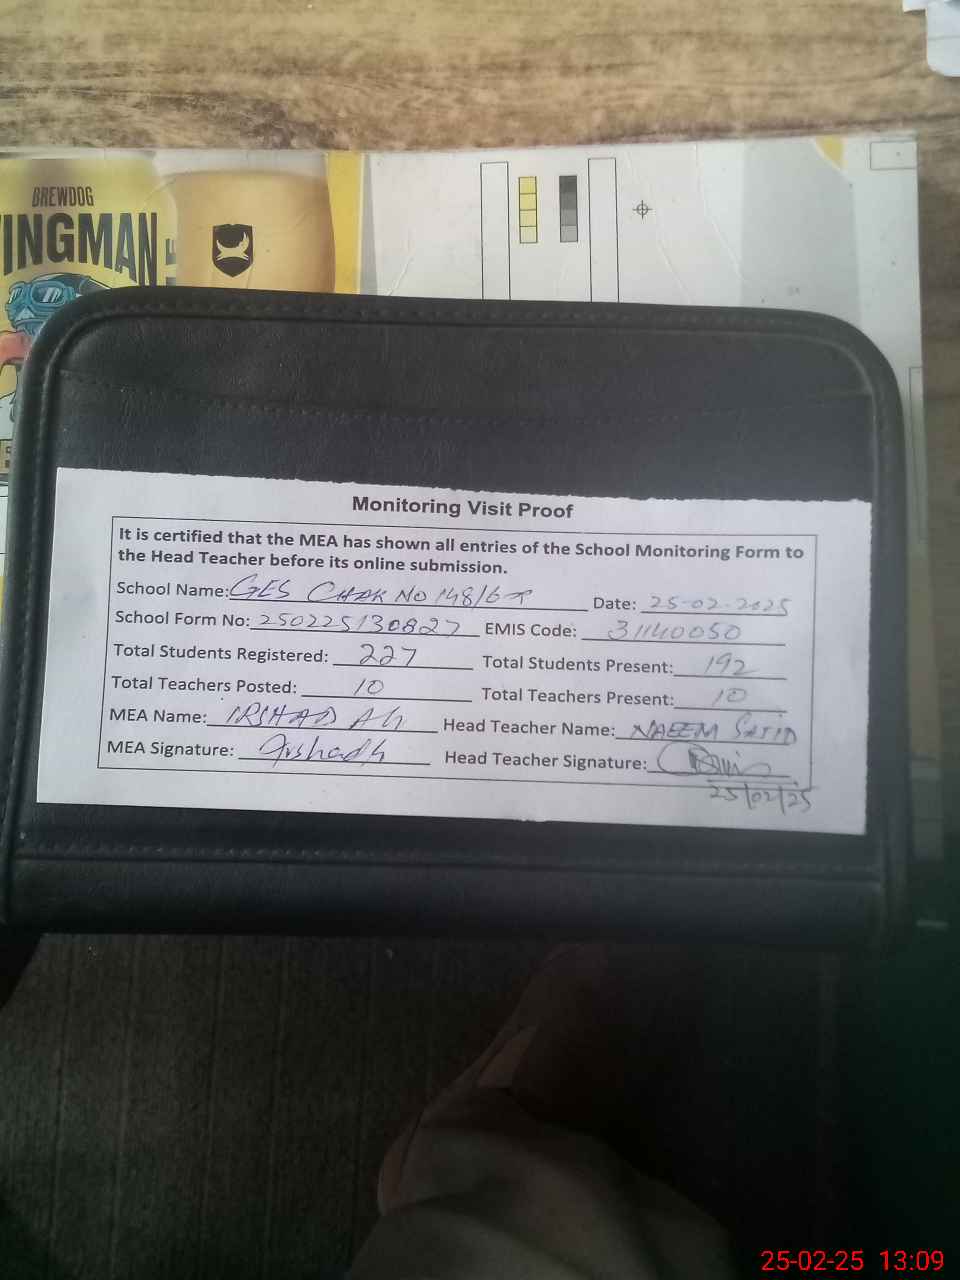 BREWDOG
INGMAN
Monitoring Visit Proof
It is certified that the MEA has shown all entries of the School Monitoring Form to
the Head Teacher before its online submission.
School Name: GES CHAK NO 148/6-R Date: 25-02-2025
School Form No: 250225130827 EMIS Code: 31140050
Total Students Registered: 227 Total Students Present: 192
Total Teachers Posted: 10 Total Teachers Present: 10
MEA Name: IRSHAD Ali Head Teacher Name: NAEEM SAJID
MEA Signature: Head Teacher Signature:
25/02/25
25-02-25 13:09